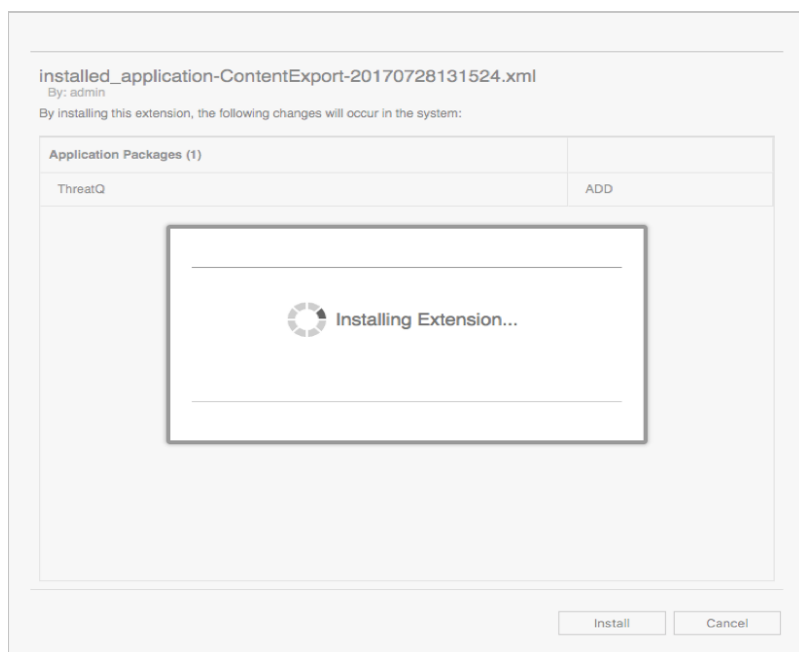 installed_application-ContentExport-20170728131524.xml
By: admin
By installing this extension, the following changes will occur in the system:
Application Packages (1)
ThreatQ ADD
Installing Extension...
Install Cancel